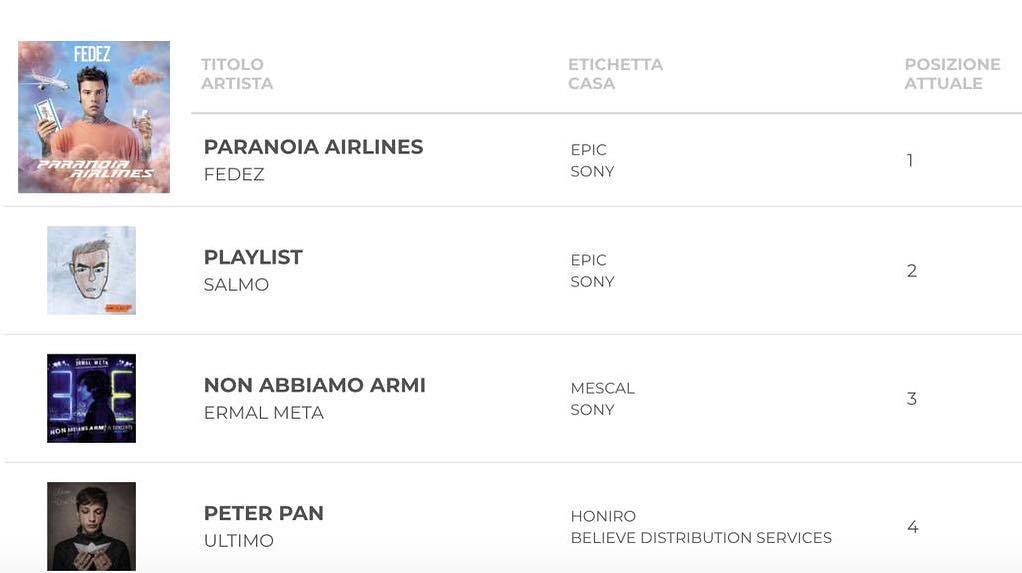 FEDEZ
PARANOIA
AIRLINES
TITOLO
ARTISTA
ETICHETTA
CASA
POSIZIONE
ATTUALE
PARANOIA AIRLINES
FEDEZ
EPIC
SONY
1
PLAYLIST
SALMO
EPIC
SONY
2
ERMAL META
NON ABBIAMO ARMI
NON ABBIAMO ARMI
ERMAL META
MESCAL
SONY
3
PETER PAN
ULTIMO
HONIRO
BELIEVE DISTRIBUTION SERVICES
4